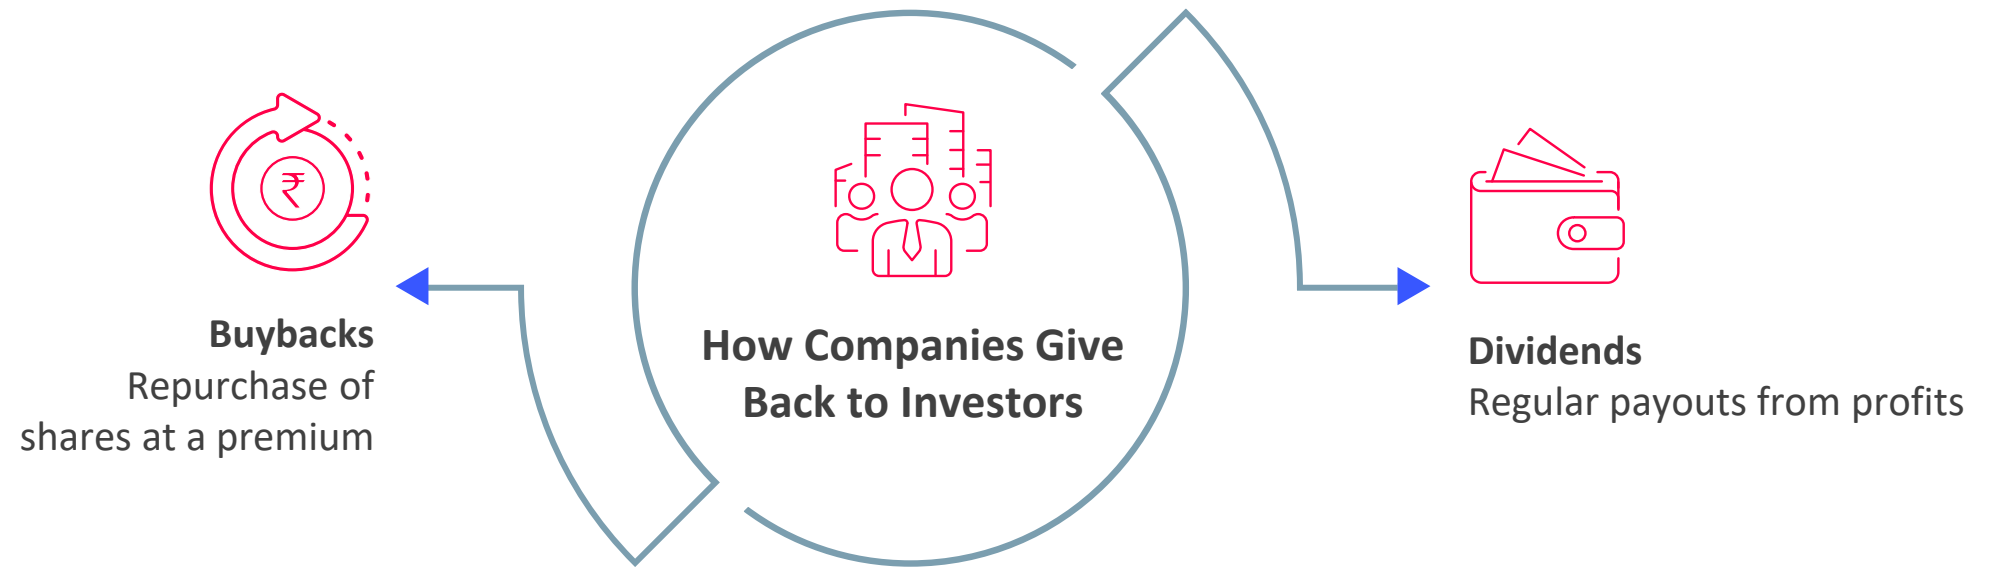 ₹
Buybacks
Repurchase of
shares at a premium
How Companies Give
Back to Investors
Dividends
Regular payouts from profits